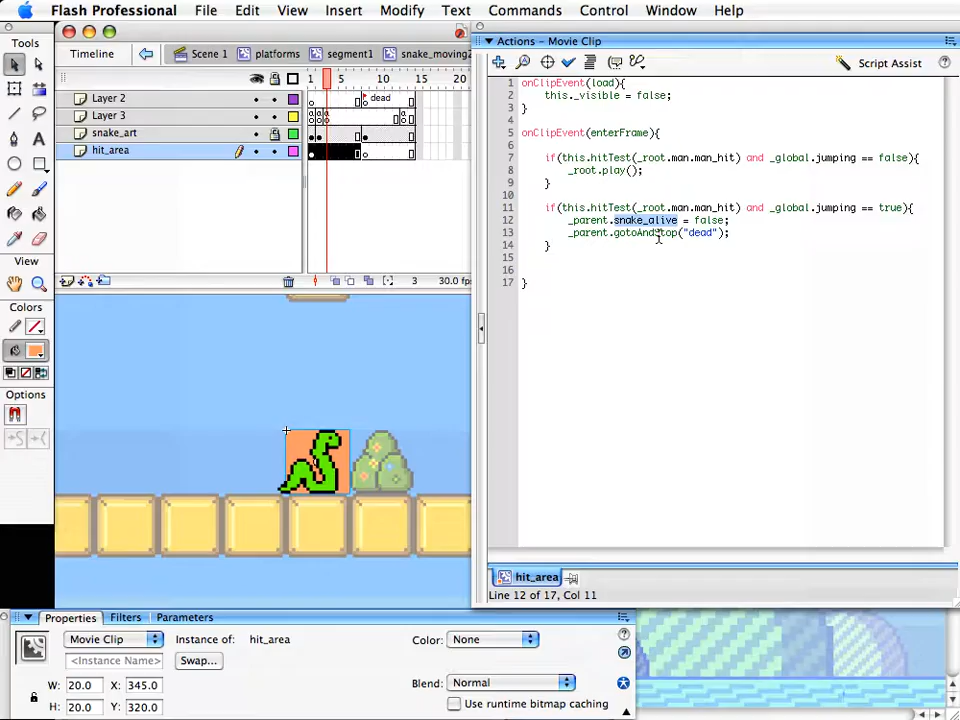 Flash Professional File Edit View Insert Modify Text Commands Control Window Help
Tools
View
Colors
Options
Timeline Scene 1 platforms segment1 snake_moving2
1 5 10 15 20
Layer 2 dead
Layer 3
snake_art
hit_area
3 30.0 fp
Actions - Movie Clip
Script Assist
1 onClipEvent(load){
2 this._visible = false;
3 }
4
5 onClipEvent(enterFrame){
6
7 if(this.hitTest(_root.man.man_hit) and _global.jumping == false){
8 _root.play();
9 }
10
11 if(this.hitTest(_root.man.man_hit) and _global.jumping == true){
12 _parent.snake_alive = false;
13 _parent.gotoAndStop("dead");
14 }
15
16
17 }
hit_area
Line 12 of 17, Col 11
Properties Filters Parameters
Movie Clip Instance of: hit_area Color: None
<Instance Name> Swap...
W: 20.0 X: 345.0 Blend: Normal
H: 20.0 Y: 320.0 Use runtime bitmap caching